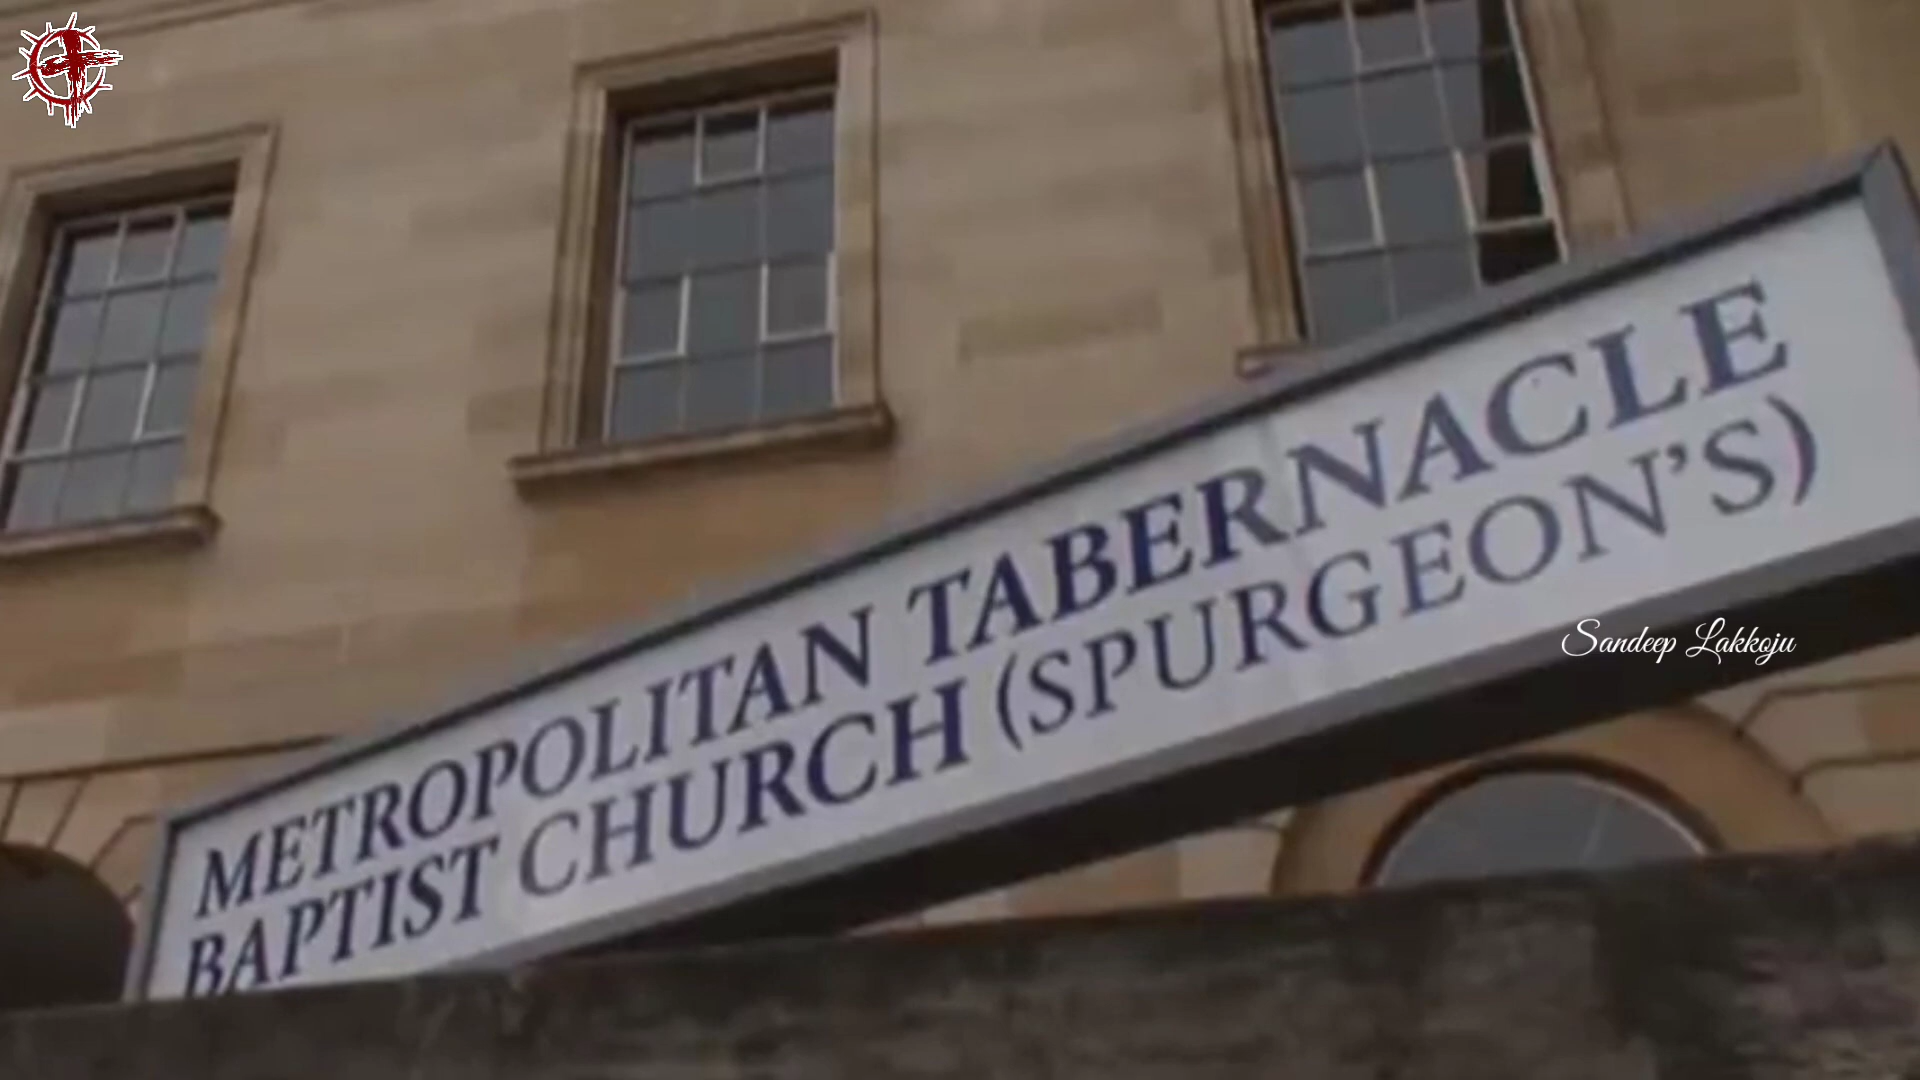 METROPOLITAN TABERNACLE
BAPTIST CHURCH (SPURGEON'S)
Sandeep Lakkoju